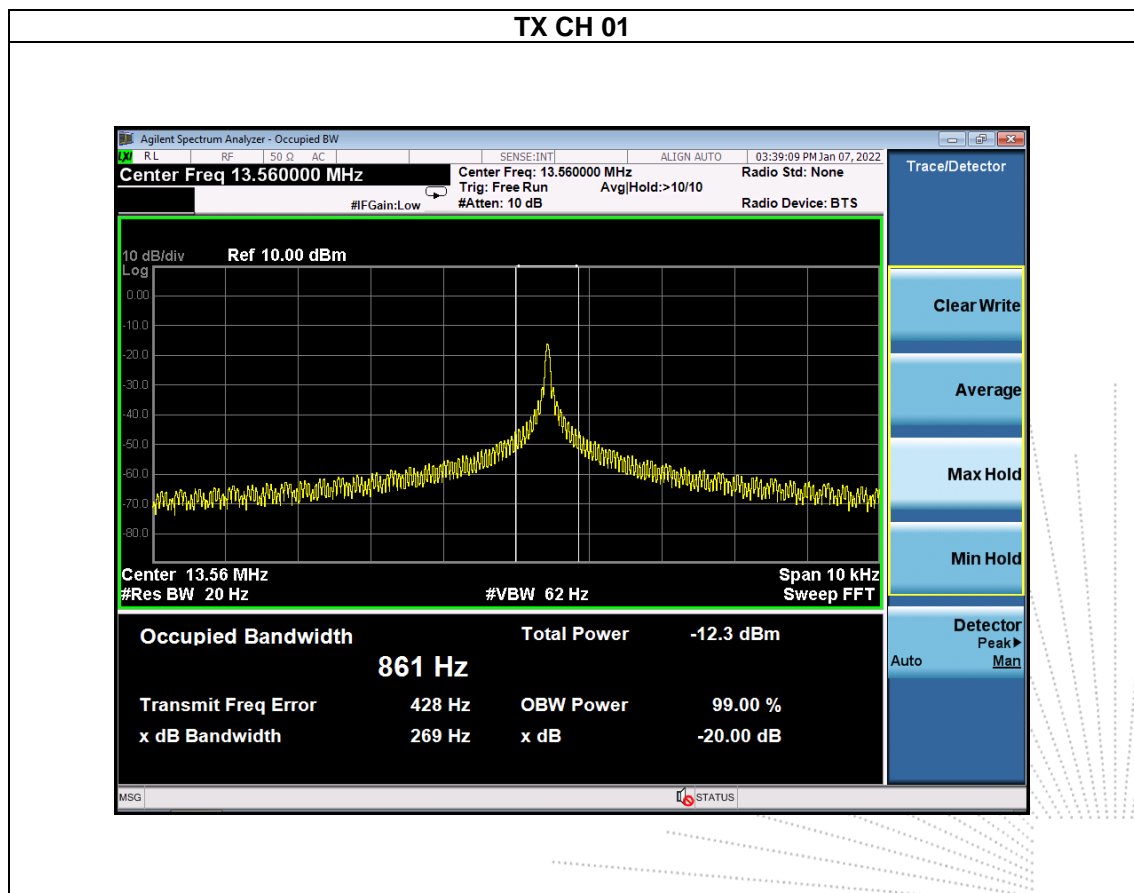 TX CH 01
Agilent Spectrum Analyzer - Occupied BW
LXI RL RF 50 Ω AC SENSE:INT ALIGN AUTO 03:39:09 PM Jan 07, 2022
Center Freq 13.560000 MHz
Center Freq: 13.560000 MHz Radio Std: None
Trig: Free Run Avg|Hold:>10/10
#IFGain:Low #Atten: 10 dB Radio Device: BTS
Trace/Detector
10 dB/div Ref 10.00 dBm
Log
0.00
-10.0
-20.0
-30.0
-40.0
-50.0
-60.0
-70.0
-80.0
Center 13.56 MHz Span 10 kHz
#Res BW 20 Hz #VBW 62 Hz Sweep FFT
Clear Write
Average
Max Hold
Min Hold
Detector
Peak▶
Auto Man
Occupied Bandwidth Total Power -12.3 dBm
861 Hz
Transmit Freq Error 428 Hz OBW Power 99.00 %
x dB Bandwidth 269 Hz x dB -20.00 dB
MSG STATUS